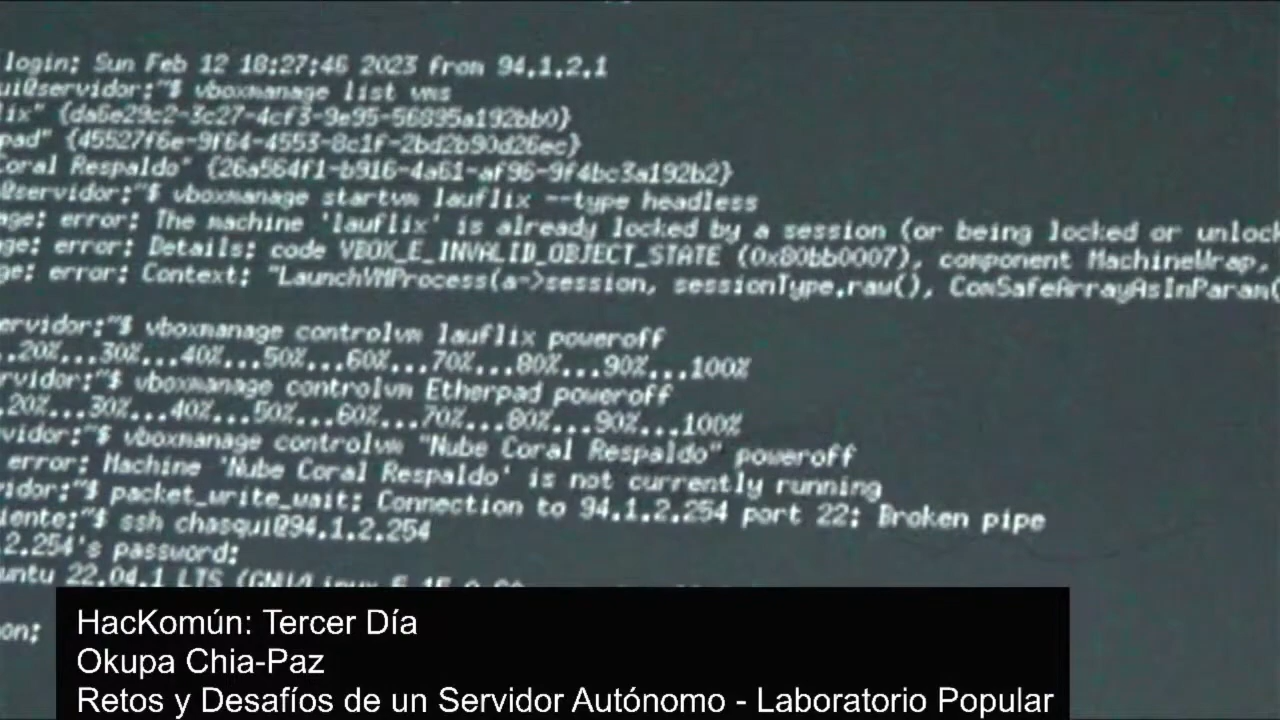 login: Sun Feb 12 18:27:46 2023 from 94.1.2.1
ui@servidor:~$ vboxmanage list vms
lix" {da6e29c2-3c27-4cf3-9e95-56895a192bb0}
pad" {45527f6e-9f64-4553-8c1f-2bd2b90d26ec}
Coral Respaldo" {26a564f1-b916-4a61-af96-9f4bc3a192b2}
@servidor:~$ vboxmanage startvm lauflix --type headless
age: error: The machine 'lauflix' is already locked by a session (or being locked or unlock
age: error: Details: code VBOX_E_INVALID_OBJECT_STATE (0x80bb0007), component MachineWrap,
ge: error: Context: "LaunchVMProcess(a->session, sessionType.raw(), ComSafeArrayAsInParam(
ervidor:~$ vboxmanage controlvm lauflix poweroff
..20%...30%...40%...50%...60%...70%...80%...90%...100%
rvidor:~$ vboxmanage controlvm Etherpad poweroff
.20%...30%...40%...50%...60%...70%...80%...90%...100%
vidor:~$ vboxmanage controlvm "Nube Coral Respaldo" poweroff
error: Machine 'Nube Coral Respaldo' is not currently running
idor:~$ packet_write_wait: Connection to 94.1.2.254 port 22: Broken pipe
iente:~$ ssh chasqui@94.1.2.254
.2.254's password:
untu 22.04.1 LTS (GNU/Linux
on:
HacKomún: Tercer Día
Okupa Chia-Paz
Retos y Desafíos de un Servidor Autónomo - Laboratorio Popular